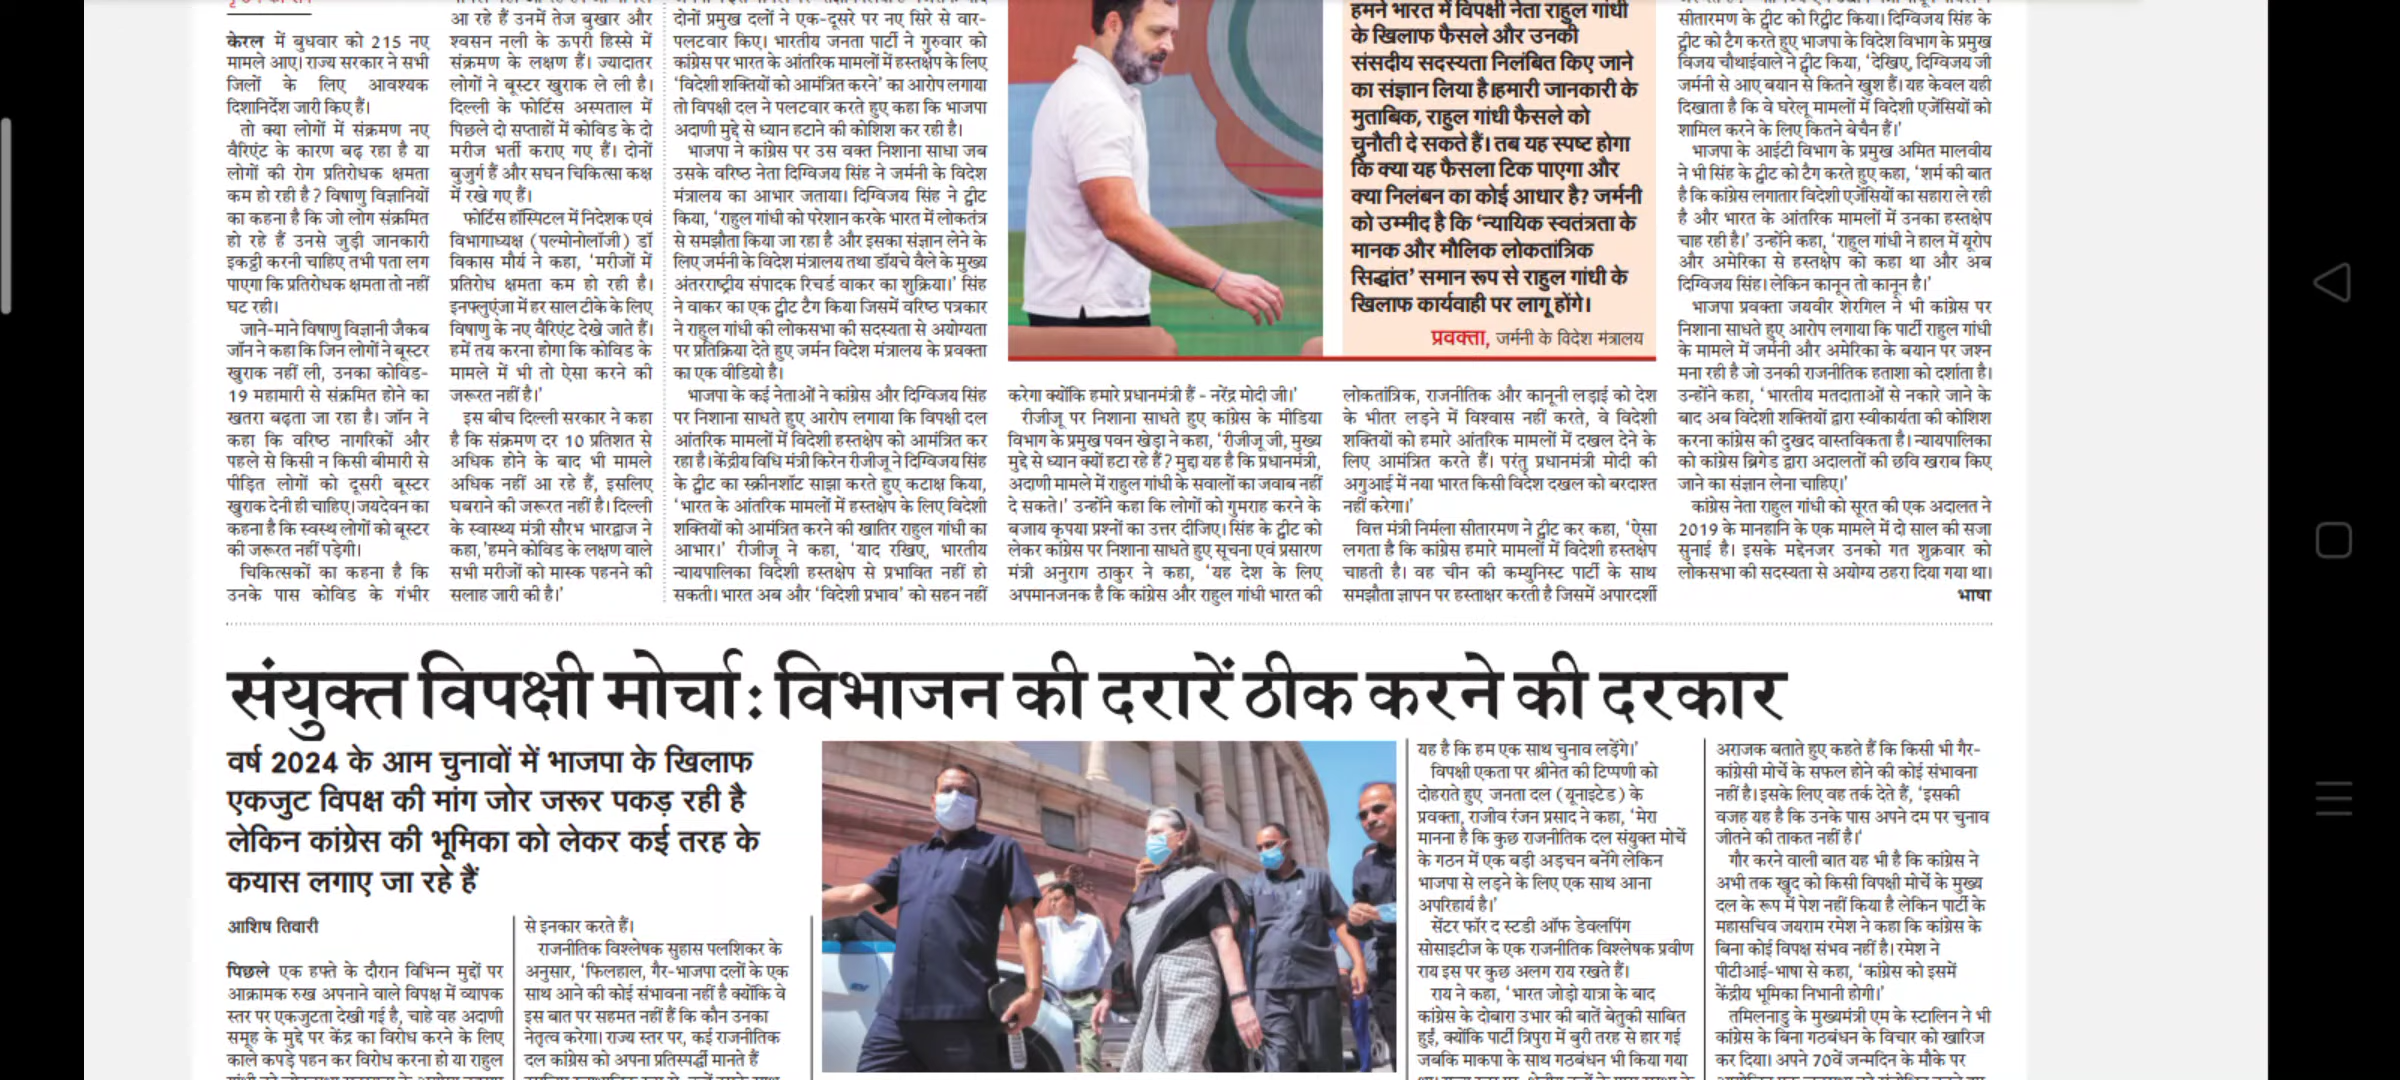 केरल में बुधवार को 215 नए
मामले आए। राज्य सरकार ने सभी
जिलों के लिए आवश्यक
दिशानिर्देश जारी किए हैं।
तो क्या लोगों में संक्रमण नए
वैरिएंट के कारण बढ़ रहा है या
लोगों की रोग प्रतिरोधक क्षमता
कम हो रही है? विषाणु विज्ञानियों
का कहना है कि जो लोग संक्रमित
हो रहे हैं उनसे जुड़ी जानकारी
इकट्ठी करनी चाहिए तभी पता लग
पाएगा कि प्रतिरोधक क्षमता तो नहीं
घट रही।
जाने-माने विषाणु विज्ञानी जैकब
जॉन ने कहा कि जिन लोगों ने बूस्टर
खुराक नहीं ली, उनका कोविड-
19 महामारी से संक्रमित होने का
खतरा बढ़ता जा रहा है। जॉन ने
कहा कि वरिष्ठ नागरिकों और
पहले से किसी न किसी बीमारी से
पीड़ित लोगों को दूसरी बूस्टर
खुराक देनी ही चाहिए। जयदेवन का
कहना है कि स्वस्थ लोगों को बूस्टर
की जरूरत नहीं पड़ेगी।
चिकित्सकों का कहना है कि
उनके पास कोविड के गंभीर
आ रहे हैं उनमें तेज बुखार और
श्वसन नली के ऊपरी हिस्से में
संक्रमण के लक्षण हैं। ज्यादातर
लोगों ने बूस्टर खुराक ले ली है।
दिल्ली के फोर्टिस अस्पताल में
पिछले दो सप्ताहों में कोविड के दो
मरीज भर्ती कराए गए हैं। दोनों
बुजुर्ग हैं और सघन चिकित्सा कक्ष
में रखे गए हैं।
फोर्टिस हॉस्पिटल में निदेशक एवं
विभागाध्यक्ष (पल्मोनोलॉजी) डॉ
विकास मौर्य ने कहा, 'मरीजों में
प्रतिरोध क्षमता कम हो रही है।
इनफ्लुएंजा में हर साल टीके के लिए
विषाणु के नए वैरिएंट देखे जाते हैं।
हमें तय करना होगा कि कोविड के
मामले में भी तो ऐसा करने की
जरूरत नहीं है।'
इस बीच दिल्ली सरकार ने कहा
है कि संक्रमण दर 10 प्रतिशत से
अधिक होने के बाद भी मामले
अधिक नहीं आ रहे हैं, इसलिए
घबराने की जरूरत नहीं है। दिल्ली
के स्वास्थ्य मंत्री सौरभ भारद्वाज ने
कहा,'हमने कोविड के लक्षण वाले
सभी मरीजों को मास्क पहनने की
सलाह जारी की है।'
दोनों प्रमुख दलों ने एक-दूसरे पर नए सिरे से वार-
पलटवार किए। भारतीय जनता पार्टी ने गुरुवार को
कांग्रेस पर भारत के आंतरिक मामलों में हस्तक्षेप के लिए
'विदेशी शक्तियों को आमंत्रित करने' का आरोप लगाया
तो विपक्षी दल ने पलटवार करते हुए कहा कि भाजपा
अदाणी मुद्दे से ध्यान हटाने की कोशिश कर रही है।
भाजपा ने कांग्रेस पर उस वक्त निशाना साधा जब
उसके वरिष्ठ नेता दिग्विजय सिंह ने जर्मनी के विदेश
मंत्रालय का आभार जताया। दिग्विजय सिंह ने ट्वीट
किया, 'राहुल गांधी को परेशान करके भारत में लोकतंत्र
से समझौता किया जा रहा है और इसका संज्ञान लेने के
लिए जर्मनी के विदेश मंत्रालय तथा डॉयचे वैले के मुख्य
अंतरराष्ट्रीय संपादक रिचर्ड वाकर का शुक्रिया।' सिंह
ने वाकर का एक ट्वीट टैग किया जिसमें वरिष्ठ पत्रकार
ने राहुल गांधी की लोकसभा की सदस्यता से अयोग्यता
पर प्रतिक्रिया देते हुए जर्मन विदेश मंत्रालय के प्रवक्ता
का एक वीडियो है।
भाजपा के कई नेताओं ने कांग्रेस और दिग्विजय सिंह
पर निशाना साधते हुए आरोप लगाया कि विपक्षी दल
आंतरिक मामलों में विदेशी हस्तक्षेप को आमंत्रित कर
रहा है। केंद्रीय विधि मंत्री किरेन रीजीजू ने दिग्विजय सिंह
के ट्वीट का स्क्रीनशॉट साझा करते हुए कटाक्ष किया,
'भारत के आंतरिक मामलों में हस्तक्षेप के लिए विदेशी
शक्तियों को आमंत्रित करने की खातिर राहुल गांधी का
आभार।' रीजीजू ने कहा, 'याद रखिए, भारतीय
न्यायपालिका विदेशी हस्तक्षेप से प्रभावित नहीं हो
सकती। भारत अब और 'विदेशी प्रभाव' को सहन नहीं
हमने भारत में विपक्षी नेता राहुल गांधी
के खिलाफ फैसले और उनकी
संसदीय सदस्यता निलंबित किए जाने
का संज्ञान लिया है।हमारी जानकारी के
मुताबिक, राहुल गांधी फैसले को
चुनौती दे सकते हैं। तब यह स्पष्ट होगा
कि क्या यह फैसला टिक पाएगा और
क्या निलंबन का कोई आधार है? जर्मनी
को उम्मीद है कि 'न्यायिक स्वतंत्रता के
मानक और मौलिक लोकतांत्रिक
सिद्धांत' समान रूप से राहुल गांधी के
खिलाफ कार्यवाही पर लागू होंगे।
प्रवक्ता, जर्मनी के विदेश मंत्रालय
करेगा क्योंकि हमारे प्रधानमंत्री हैं - नरेंद्र मोदी जी।'
रीजीजू पर निशाना साधते हुए कांग्रेस के मीडिया
विभाग के प्रमुख पवन खेड़ा ने कहा, 'रीजीजू जी, मुख्य
मुद्दे से ध्यान क्यों हटा रहे हैं? मुद्दा यह है कि प्रधानमंत्री,
अदाणी मामले में राहुल गांधी के सवालों का जवाब नहीं
दे सकते।' उन्होंने कहा कि लोगों को गुमराह करने के
बजाय कृपया प्रश्नों का उत्तर दीजिए। सिंह के ट्वीट को
लेकर कांग्रेस पर निशाना साधते हुए सूचना एवं प्रसारण
मंत्री अनुराग ठाकुर ने कहा, 'यह देश के लिए
अपमानजनक है कि कांग्रेस और राहुल गांधी भारत की
लोकतांत्रिक, राजनीतिक और कानूनी लड़ाई को देश
के भीतर लड़ने में विश्वास नहीं करते, वे विदेशी
शक्तियों को हमारे आंतरिक मामलों में दखल देने के
लिए आमंत्रित करते हैं। परंतु प्रधानमंत्री मोदी की
अगुआई में नया भारत किसी विदेश दखल को बरदाश्त
नहीं करेगा।'
वित्त मंत्री निर्मला सीतारमण ने ट्वीट कर कहा, 'ऐसा
लगता है कि कांग्रेस हमारे मामलों में विदेशी हस्तक्षेप
चाहती है। वह चीन की कम्युनिस्ट पार्टी के साथ
समझौता ज्ञापन पर हस्ताक्षर करती है जिसमें अपारदर्शी
सीतारमण के ट्वीट को रिट्वीट किया। दिग्विजय सिंह के
ट्वीट को टैग करते हुए भाजपा के विदेश विभाग के प्रमुख
विजय चौथाईवाले ने ट्वीट किया, 'देखिए, दिग्विजय जी
जर्मनी से आए बयान से कितने खुश हैं। यह केवल यही
दिखाता है कि वे घरेलू मामलों में विदेशी एजेंसियों को
शामिल करने के लिए कितने बेचैन हैं।'
भाजपा के आईटी विभाग के प्रमुख अमित मालवीय
ने भी सिंह के ट्वीट को टैग करते हुए कहा, 'शर्म की बात
है कि कांग्रेस लगातार विदेशी एजेंसियों का सहारा ले रही
है और भारत के आंतरिक मामलों में उनका हस्तक्षेप
चाह रही है।' उन्होंने कहा, 'राहुल गांधी ने हाल में यूरोप
और अमेरिका से हस्तक्षेप को कहा था और अब
दिग्विजय सिंह। लेकिन कानून तो कानून है।'
भाजपा प्रवक्ता जयवीर शेरगिल ने भी कांग्रेस पर
निशाना साधते हुए आरोप लगाया कि पार्टी राहुल गांधी
के मामले में जर्मनी और अमेरिका के बयान पर जश्न
मना रही है जो उनकी राजनीतिक हताशा को दर्शाता है।
उन्होंने कहा, 'भारतीय मतदाताओं से नकारे जाने के
बाद अब विदेशी शक्तियों द्वारा स्वीकार्यता की कोशिश
करना कांग्रेस की दुखद वास्तविकता है। न्यायपालिका
को कांग्रेस ब्रिगेड द्वारा अदालतों की छवि खराब किए
जाने का संज्ञान लेना चाहिए।'
कांग्रेस नेता राहुल गांधी को सूरत की एक अदालत ने
2019 के मानहानि के एक मामले में दो साल की सजा
सुनाई है। इसके मद्देनजर उनको गत शुक्रवार को
लोकसभा की सदस्यता से अयोग्य ठहरा दिया गया था।
भाषा
संयुक्त विपक्षी मोर्चा: विभाजन की दरारें ठीक करने की दरकार
वर्ष 2024 के आम चुनावों में भाजपा के खिलाफ
एकजुट विपक्ष की मांग जोर जरूर पकड़ रही है
लेकिन कांग्रेस की भूमिका को लेकर कई तरह के
कयास लगाए जा रहे हैं
आशिष तिवारी
पिछले एक हफ्ते के दौरान विभिन्न मुद्दों पर
आक्रामक रुख अपनाने वाले विपक्ष में व्यापक
स्तर पर एकजुटता देखी गई है, चाहे वह अदाणी
समूह के मुद्दे पर केंद्र का विरोध करने के लिए
काले कपड़े पहन कर विरोध करना हो या राहुल
से इनकार करते हैं।
राजनीतिक विश्लेषक सुहास पलशिकर के
अनुसार, 'फिलहाल, गैर-भाजपा दलों के एक
साथ आने की कोई संभावना नहीं है क्योंकि वे
इस बात पर सहमत नहीं हैं कि कौन उनका
नेतृत्व करेगा। राज्य स्तर पर, कई राजनीतिक
दल कांग्रेस को अपना प्रतिस्पर्द्धी मानते हैं
यह है कि हम एक साथ चुनाव लड़ेंगे।'
विपक्षी एकता पर श्रीनेत की टिप्पणी को
दोहराते हुए जनता दल (यूनाइटेड) के
प्रवक्ता, राजीव रंजन प्रसाद ने कहा, 'मेरा
मानना है कि कुछ राजनीतिक दल संयुक्त मोर्चे
के गठन में एक बड़ी अड़चन बनेंगे लेकिन
भाजपा से लड़ने के लिए एक साथ आना
अपरिहार्य है।'
सेंटर फॉर द स्टडी ऑफ डेवलपिंग
सोसाइटीज के एक राजनीतिक विश्लेषक प्रवीण
राय इस पर कुछ अलग राय रखते हैं।
राय ने कहा, 'भारत जोड़ो यात्रा के बाद
कांग्रेस के दोबारा उभार की बातें बेतुकी साबित
हुईं, क्योंकि पार्टी त्रिपुरा में बुरी तरह से हार गई
जबकि माकपा के साथ गठबंधन भी किया गया
अराजक बताते हुए कहते हैं कि किसी भी गैर-
कांग्रेसी मोर्चे के सफल होने की कोई संभावना
नहीं है। इसके लिए वह तर्क देते हैं, 'इसकी
वजह यह है कि उनके पास अपने दम पर चुनाव
जीतने की ताकत नहीं है।'
गौर करने वाली बात यह भी है कि कांग्रेस ने
अभी तक खुद को किसी विपक्षी मोर्चे के मुख्य
दल के रूप में पेश नहीं किया है लेकिन पार्टी के
महासचिव जयराम रमेश ने कहा कि कांग्रेस के
बिना कोई विपक्ष संभव नहीं है। रमेश ने
पीटीआई-भाषा से कहा, 'कांग्रेस को इसमें
केंद्रीय भूमिका निभानी होगी।'
तमिलनाडु के मुख्यमंत्री एम के स्टालिन ने भी
कांग्रेस के बिना गठबंधन के विचार को खारिज
कर दिया। अपने 70वें जन्मदिन के मौके पर